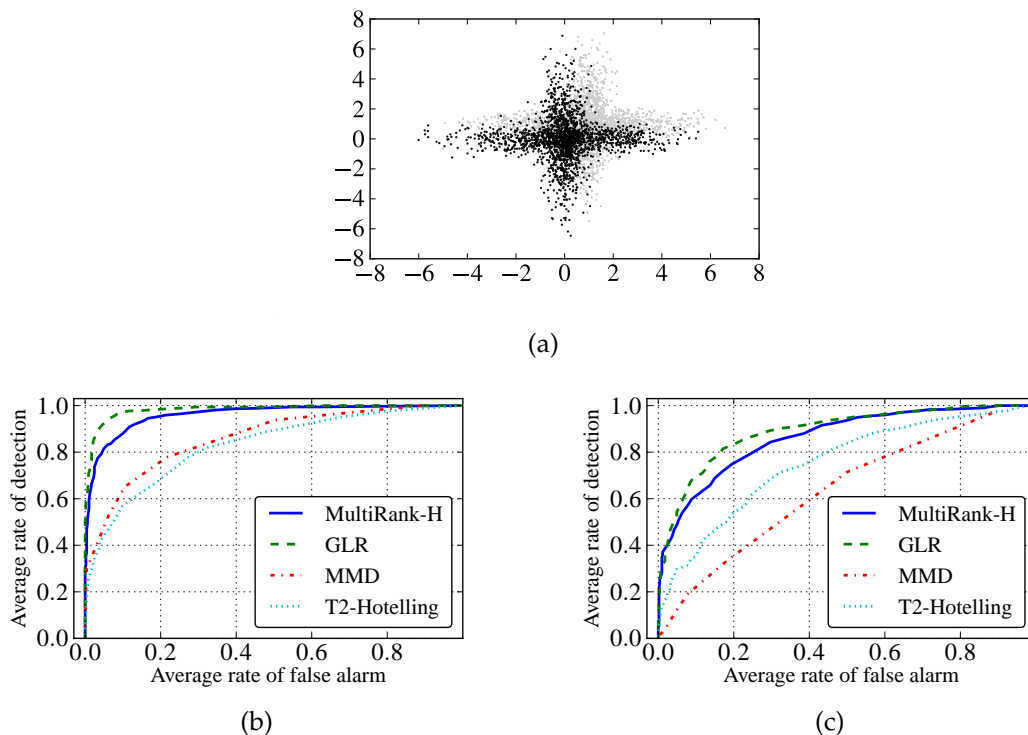 8
6
4
2
0
−2
−4
−6
−8
−8 −6 −4 −2 0 2 4 6 8
(a)
1.0
0.8
0.6
0.4
0.2
0.0
0.0 0.2 0.4 0.6 0.8
Average rate of detection
Average rate of false alarm
MultiRank-H
GLR
MMD
T2-Hotelling
(b)
1.0
0.8
0.6
0.4
0.2
0.0
0.0 0.2 0.4 0.6 0.8
Average rate of detection
Average rate of false alarm
MultiRank-H
GLR
MMD
T2-Hotelling
(c)